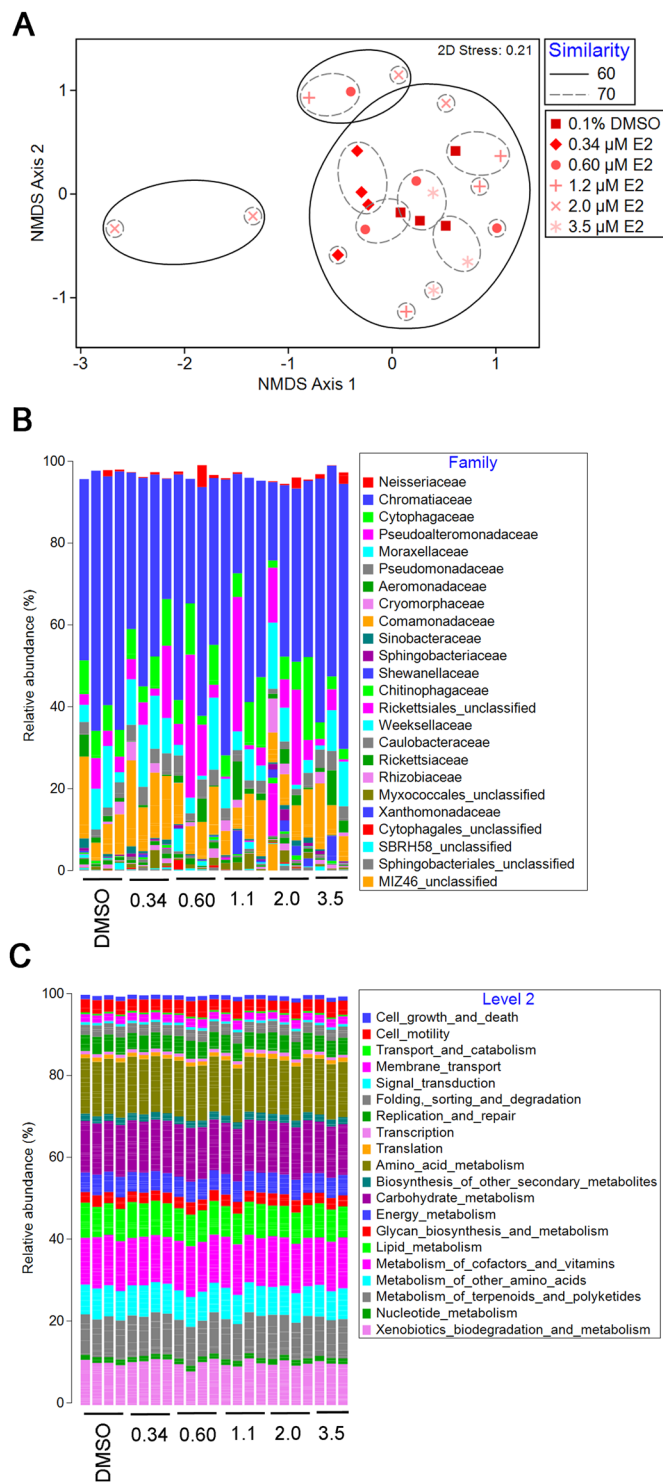 A
2D Stress: 0.21
Similarity
60
70
0.1% DMSO
0.34 µM E2
0.60 µM E2
1.2 µM E2
2.0 µM E2
3.5 µM E2
NMDS Axis 2
1
0
-1
-3
-2
-1
0
1
NMDS Axis 1
B
Relative abundance (%)
100
80
60
40
20
0
DMSO
0.34
0.60
1.1
2.0
3.5
Family
Neisseriaceae
Chromatiaceae
Cytophagaceae
Pseudoalteromonadaceae
Moraxellaceae
Pseudomonadaceae
Aeromonadaceae
Cryomorphaceae
Comamonadaceae
Sinobacteraceae
Sphingobacteriaceae
Shewanellaceae
Chitinophagaceae
Rickettsiales_unclassified
Weeksellaceae
Caulobacteraceae
Rickettsiaceae
Rhizobiaceae
Myxococcales_unclassified
Xanthomonadaceae
Cytophagales_unclassified
SBRH58_unclassified
Sphingobacteriales_unclassified
MIZ46_unclassified
C
Relative abundance (%)
100
80
60
40
20
0
DMSO
0.34
0.60
1.1
2.0
3.5
Level 2
Cell_growth_and_death
Cell_motility
Transport_and_catabolism
Membrane_transport
Signal_transduction
Folding,_sorting_and_degradation
Replication_and_repair
Transcription
Translation
Amino_acid_metabolism
Biosynthesis_of_other_secondary_metabolites
Carbohydrate_metabolism
Energy_metabolism
Glycan_biosynthesis_and_metabolism
Lipid_metabolism
Metabolism_of_cofactors_and_vitamins
Metabolism_of_other_amino_acids
Metabolism_of_terpenoids_and_polyketides
Nucleotide_metabolism
Xenobiotics_biodegradation_and_metabolism